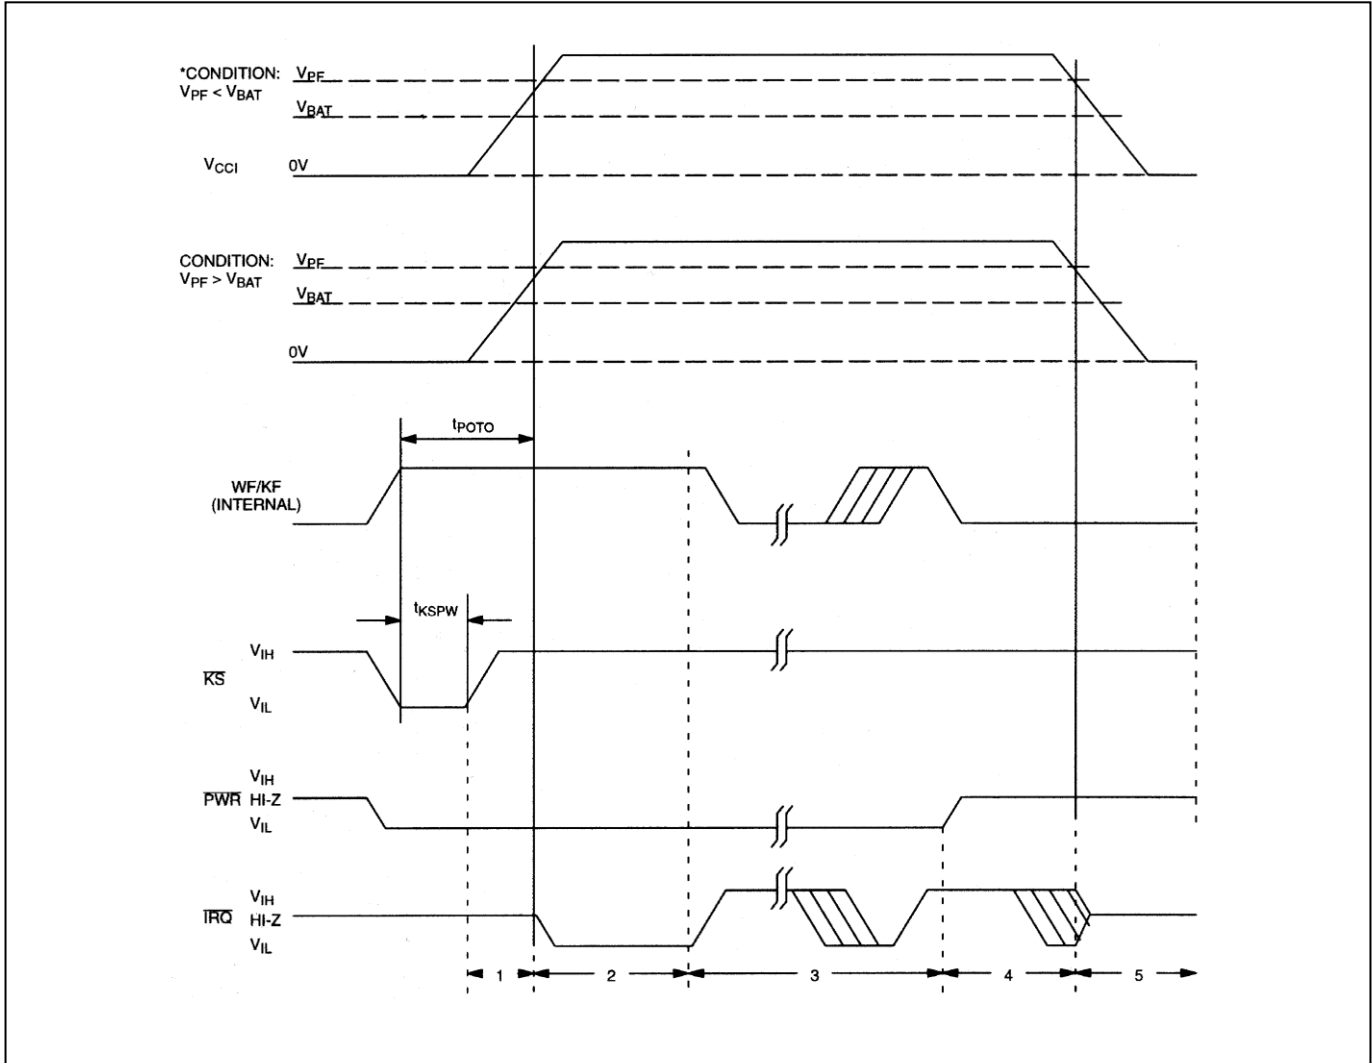 *CONDITION: VPF
VPF < VBAT
VBAT
VCCI 0V
CONDITION: VPF
VPF > VBAT
VBAT
0V
tPOTO
WF/KF
(INTERNAL)
tKSPW
VIH
KS
VIL
VIH
PWR HI-Z
VIL
VIH
IRQ HI-Z
VIL
1 2 3 4 5